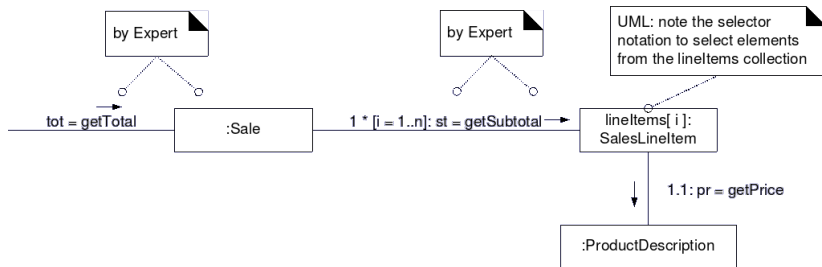 by Expert
by Expert
UML: note the selector
notation to select elements
from the lineItems collection
tot = getTotal
:Sale
1 * [i = 1..n]: st = getSubtotal
lineItems[ i ]:
SalesLineItem
1.1: pr = getPrice
:ProductDescription